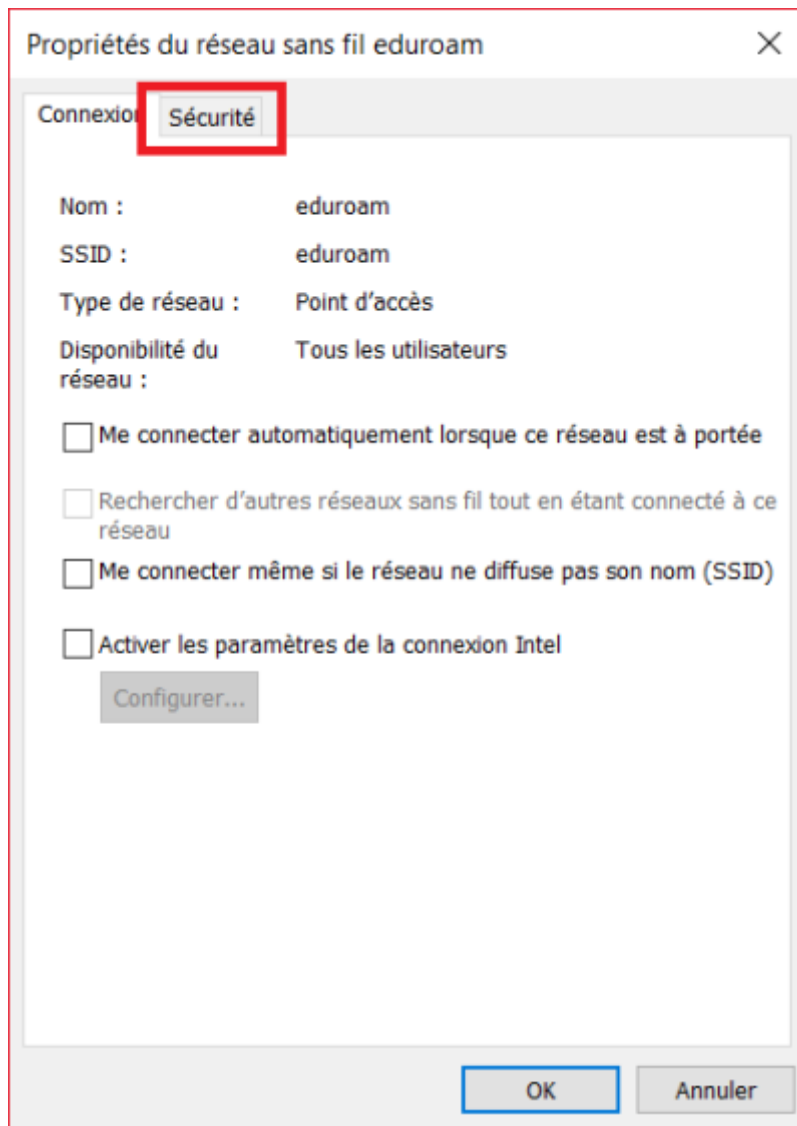 Propriétés du réseau sans fil eduroam
Connexion Sécurité
Nom : eduroam
SSID : eduroam
Type de réseau : Point d'accès
Disponibilité du Tous les utilisateurs
réseau :
Me connecter automatiquement lorsque ce réseau est à portée
Rechercher d'autres réseaux sans fil tout en étant connecté à ce
réseau
Me connecter même si le réseau ne diffuse pas son nom (SSID)
Activer les paramètres de la connexion Intel
Configurer...
OK Annuler